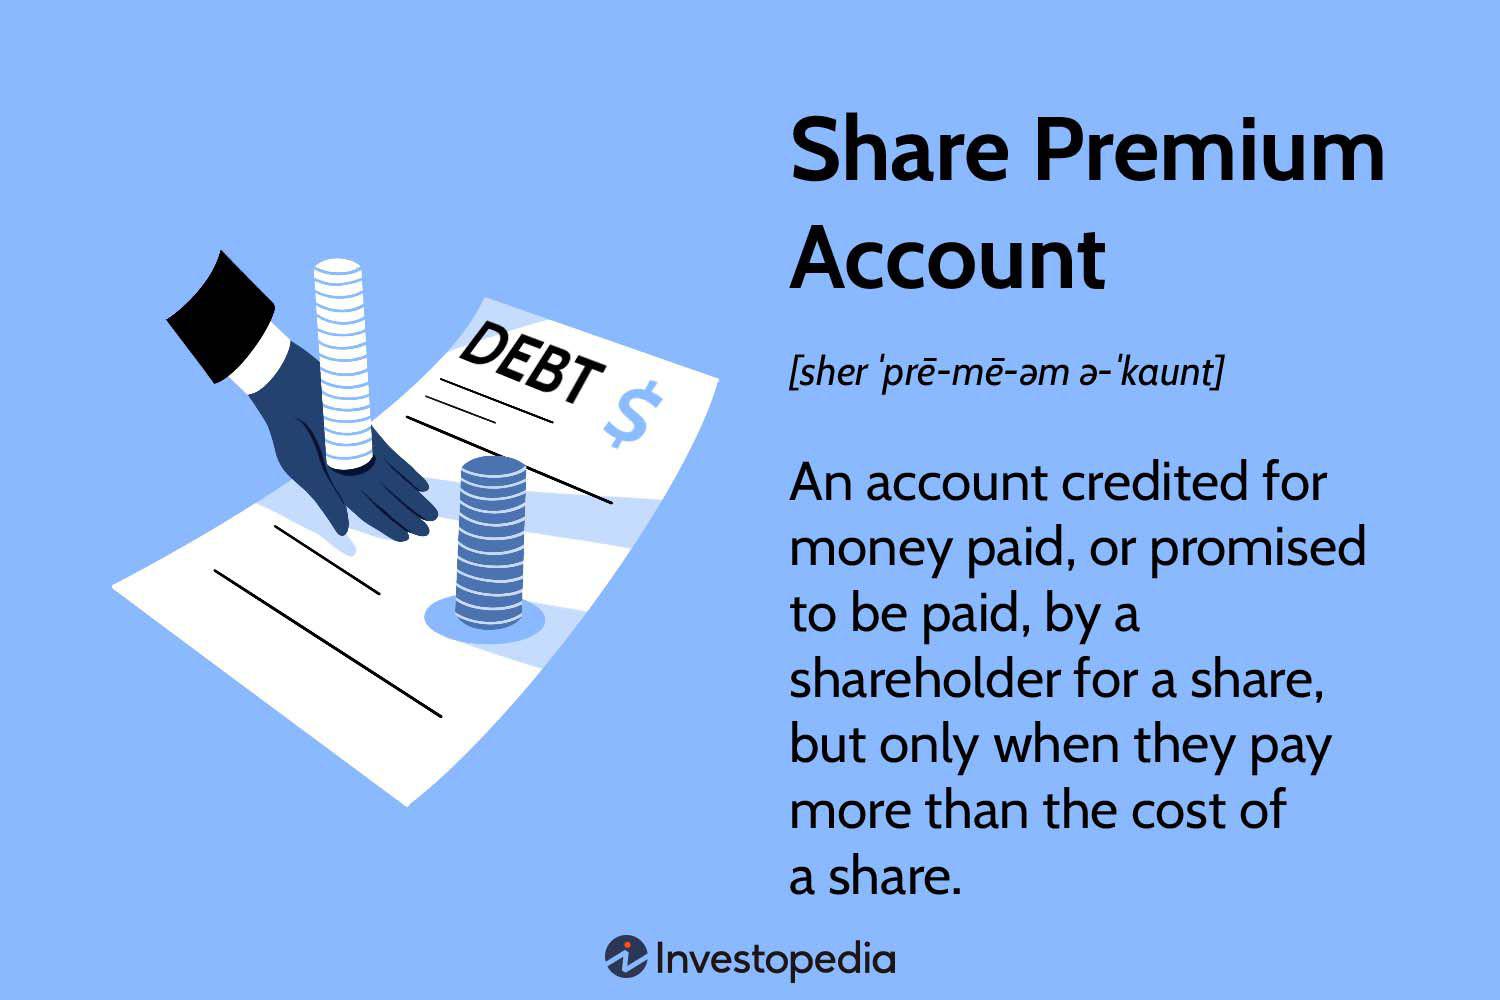 DEBT
$
Share Premium
Account
[sher ˈprē-mē-əm ə-ˈkaunt]
An account credited for
money paid, or promised
to be paid, by a
shareholder for a share,
but only when they pay
more than the cost of
a share.
Investopedia